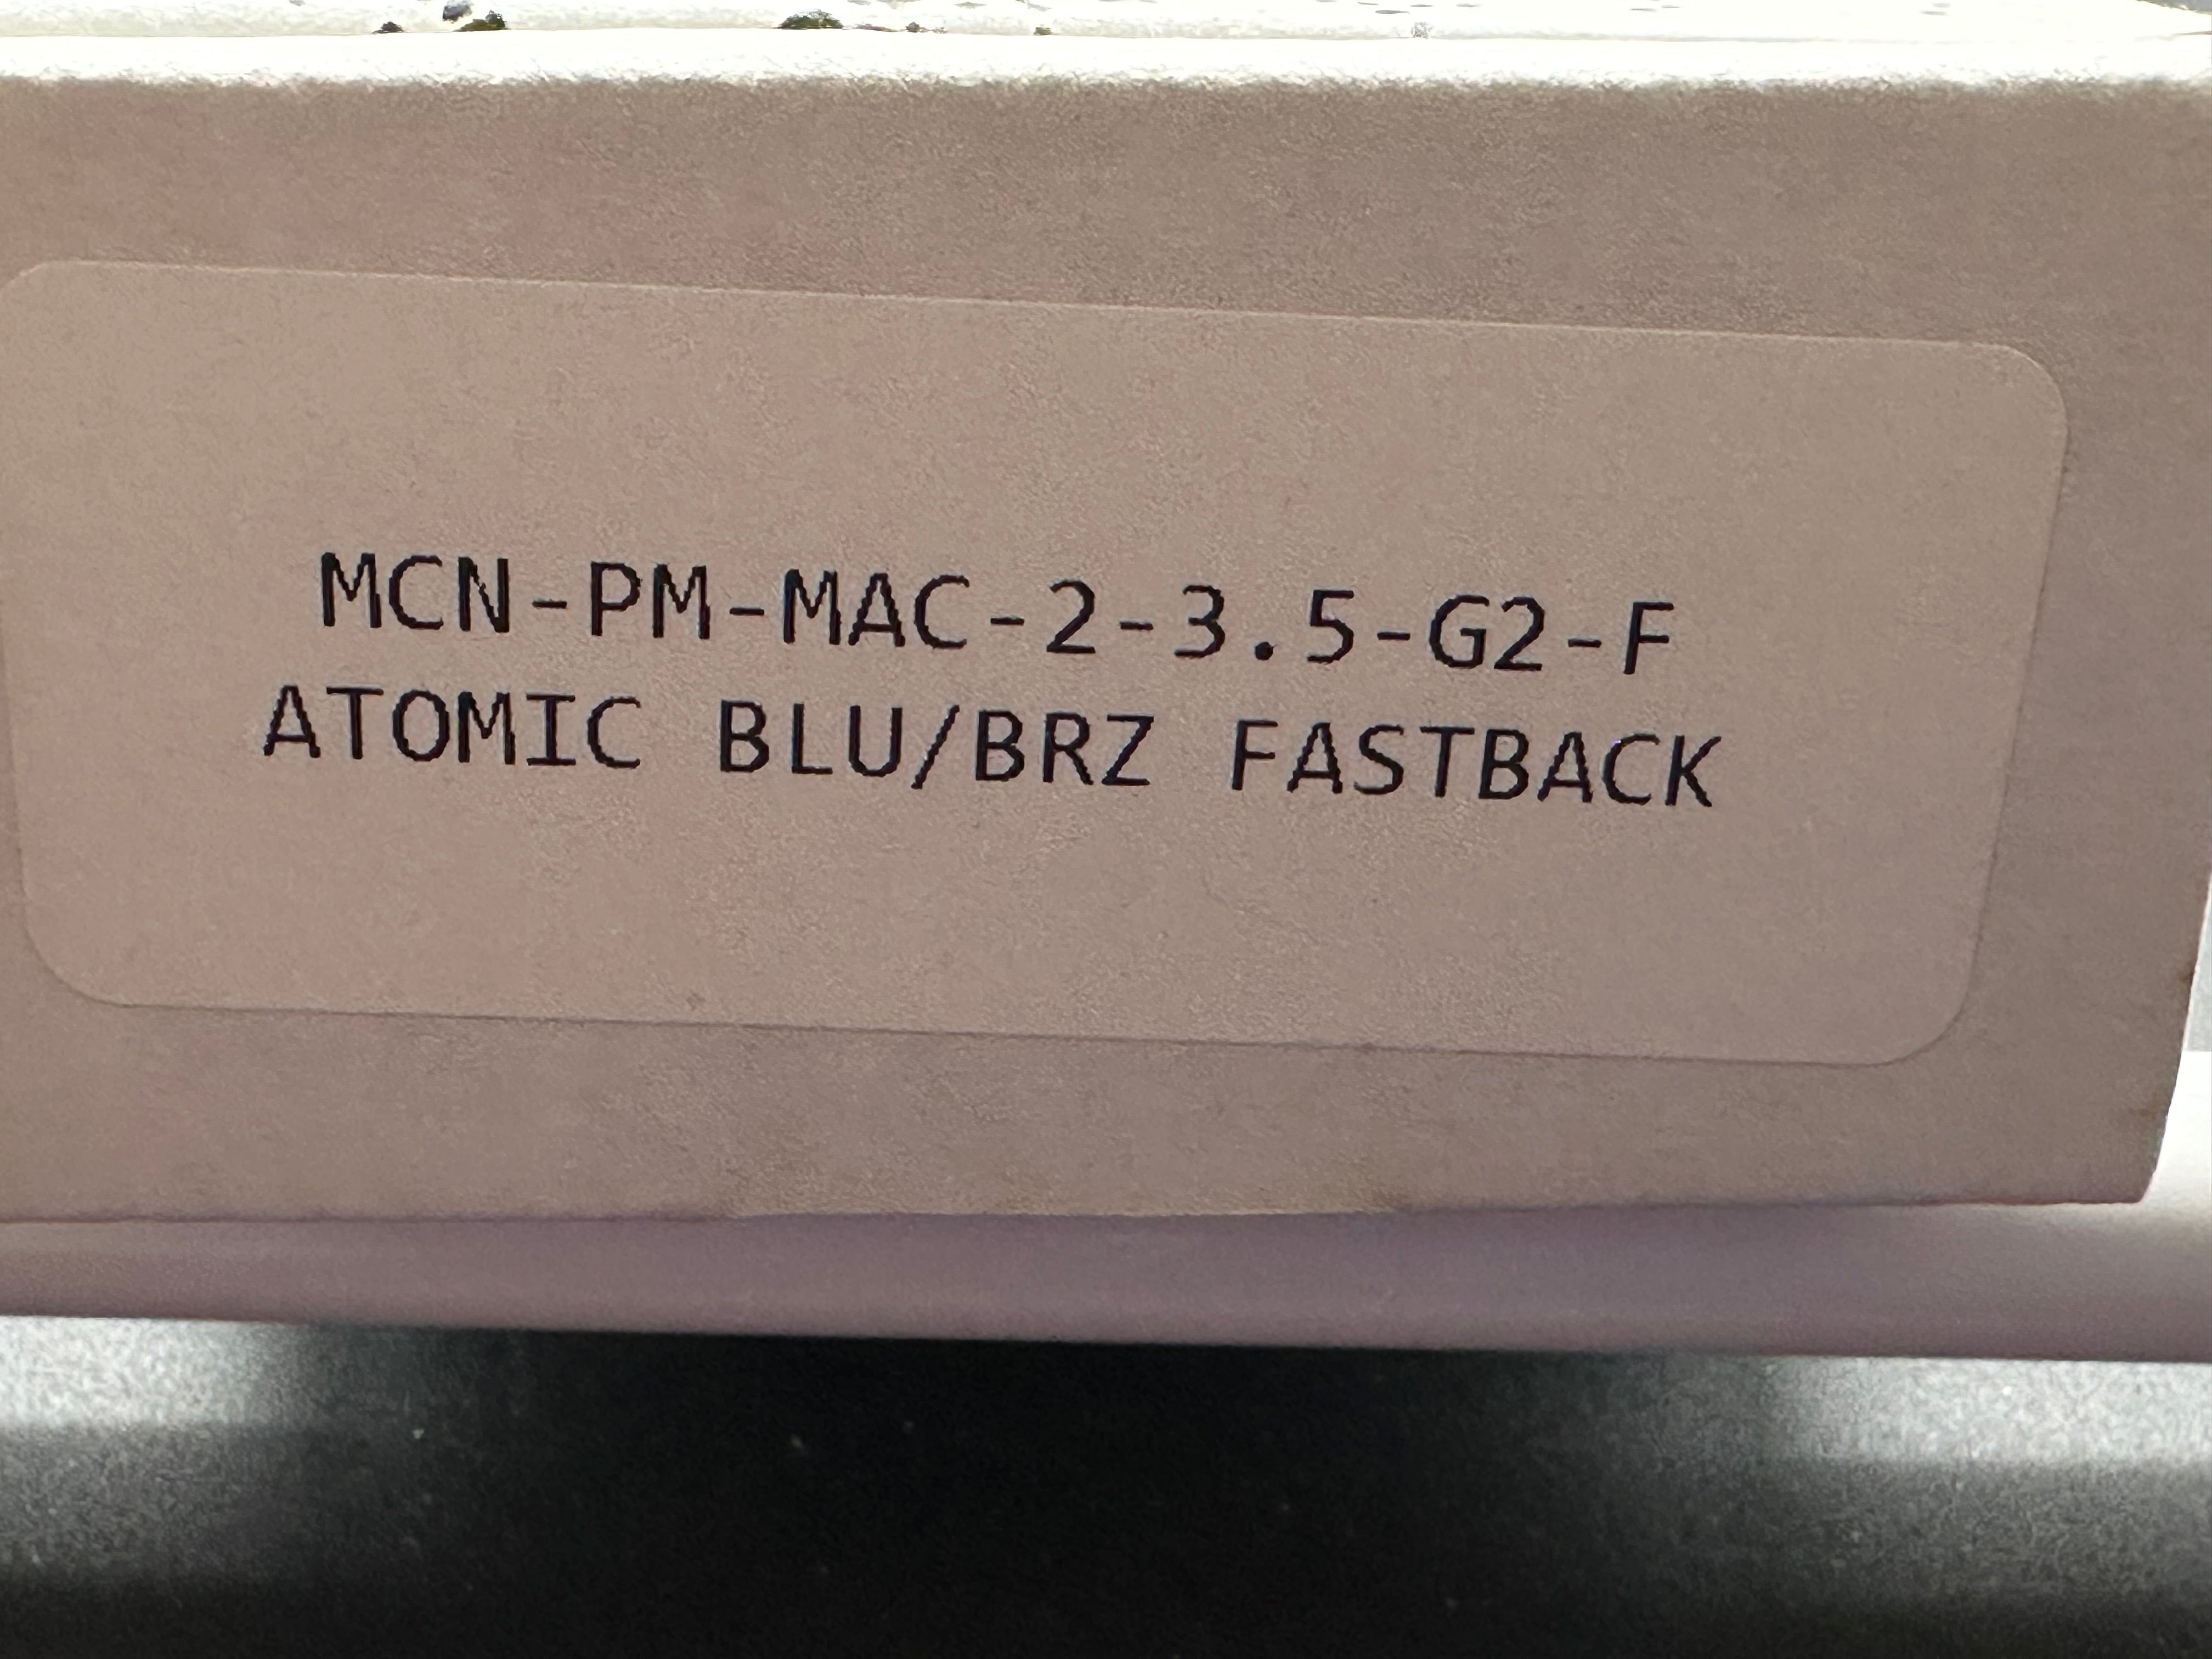 MCN-PM-MAC-2-3.5-G2-F
ATOMIC BLU/BRZ FASTBACK